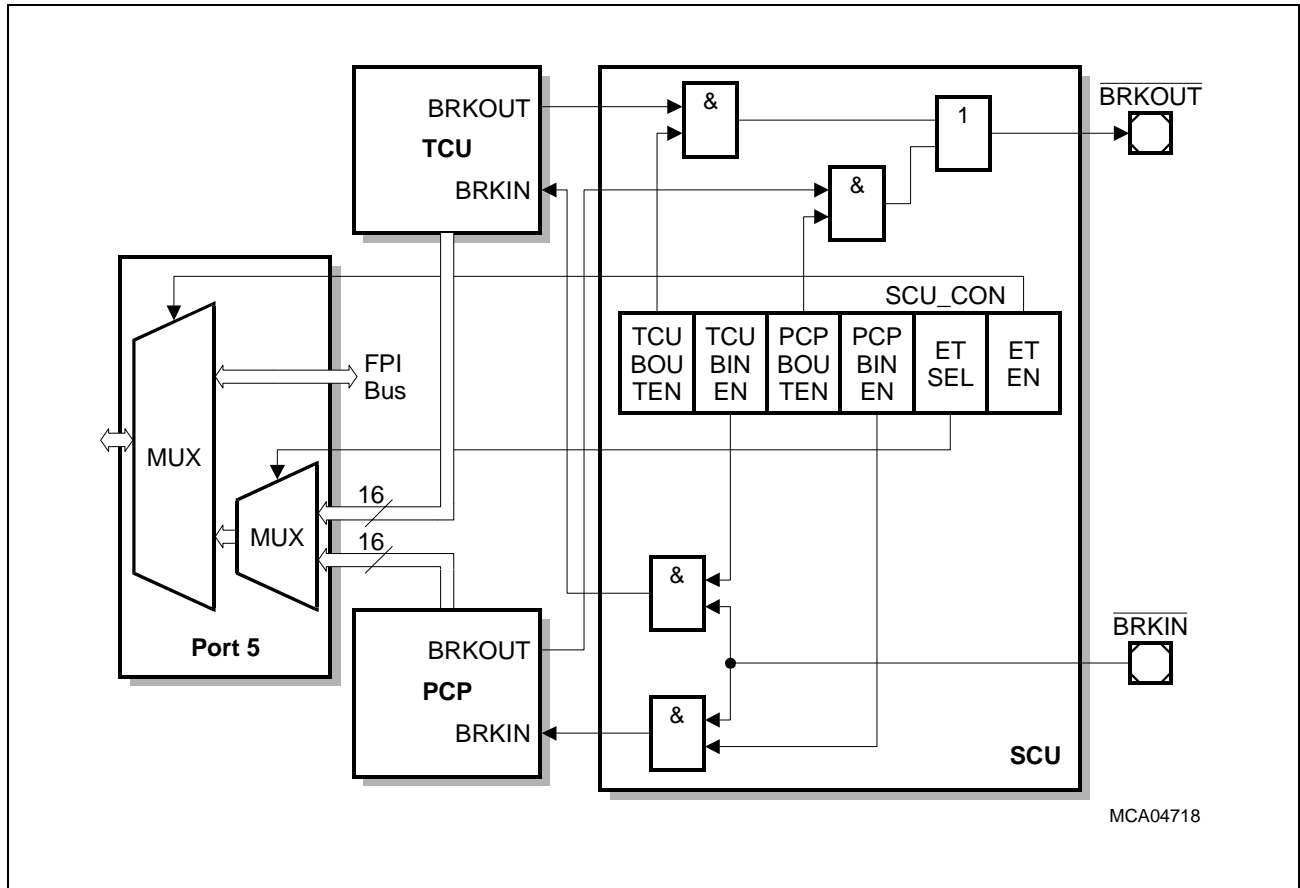 BRKOUT
TCU
BRKIN
&
1
BRKOUT
&
SCU_CON
TCU
BOU
TEN
TCU
BIN
EN
PCP
BOU
TEN
PCP
BIN
EN
ET
SEL
ET
EN
FPI
Bus
MUX
MUX
16
16
Port 5
BRKOUT
PCP
BRKIN
&
&
BRKIN
SCU
MCA04718